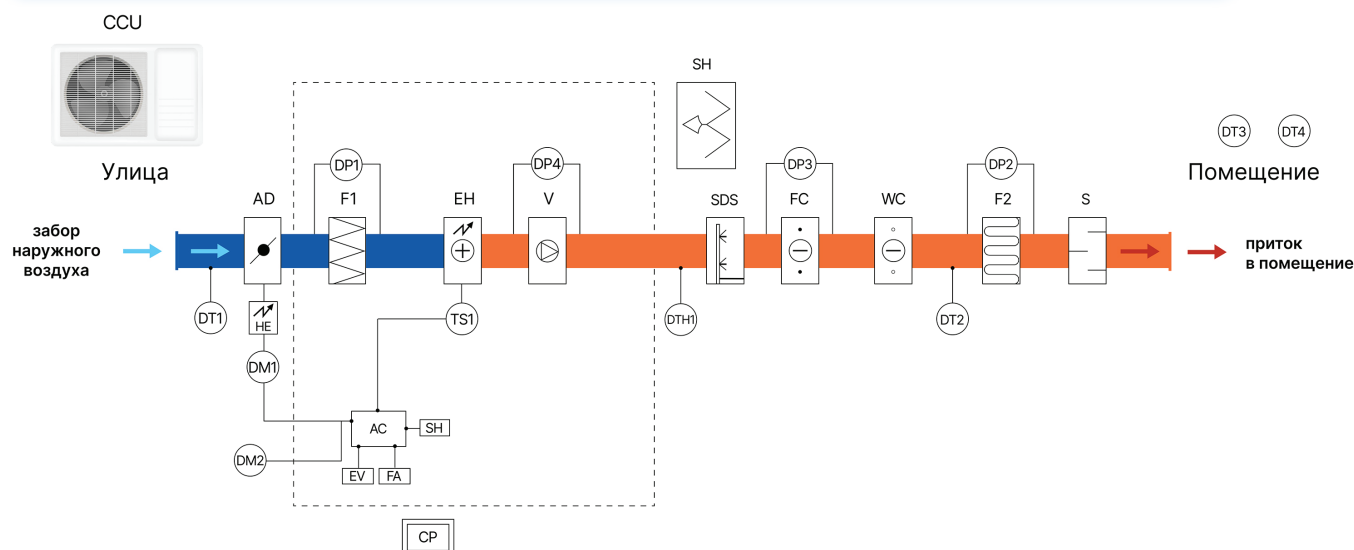 CCU
SH
DT3
DT4
Улица
Помещение
DP1
DP4
DP3
DP2
AD
F1
EH
V
SDS
FC
WC
F2
S
забор
наружного
воздуха
приток
в помещение
DT1
HE
TS1
DTH1
DT2
DM1
AC
SH
DM2
EV
FA
CP